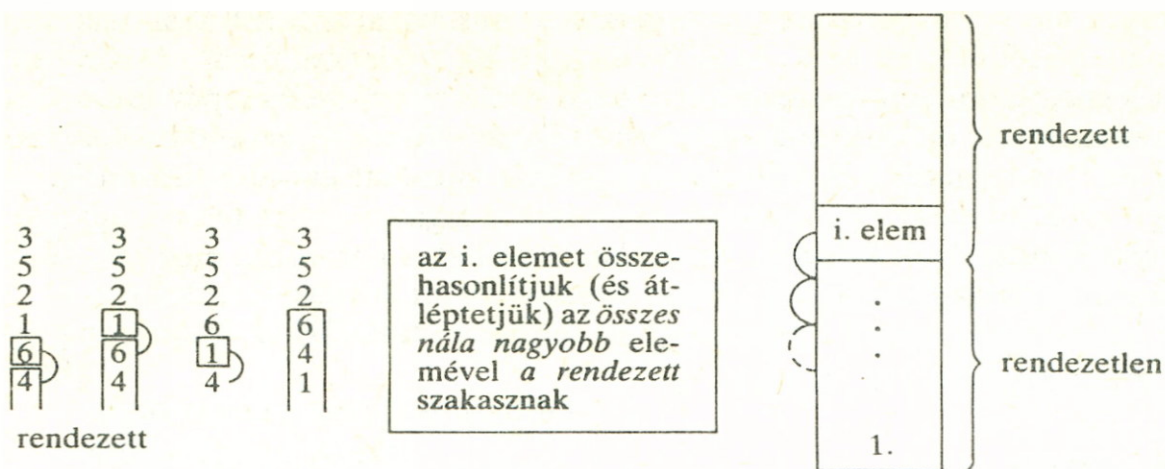 rendezett
3 3 3 3
5 5 5 5
2 2 2 2
1 1 6 6
6 6 1 4
4 4 4 1
rendezett
az i. elemet össze-
hasonlítjuk (és át-
léptetjük) az összes
nála nagyobb ele-
mével a rendezett
szakasznak
i. elem
rendezetlen
1.